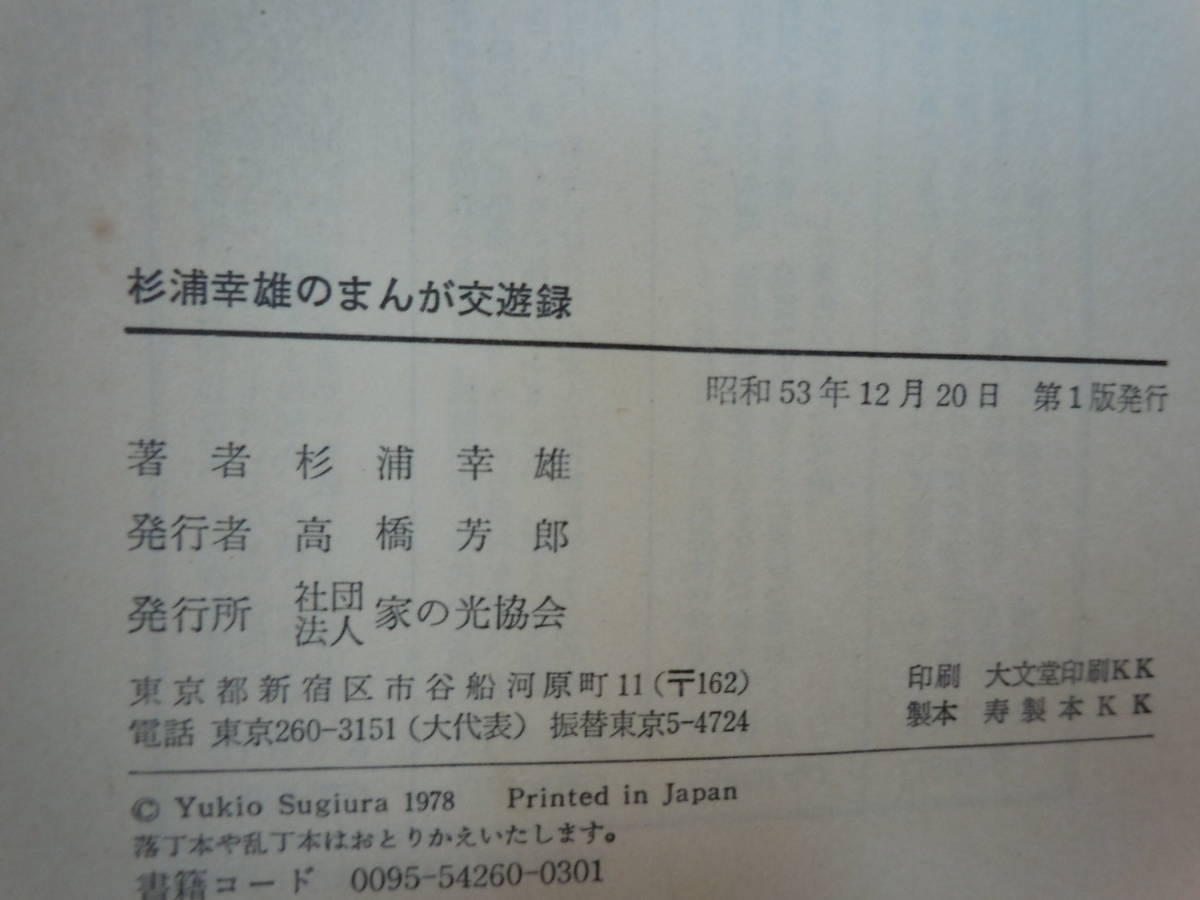 杉浦幸雄のまんが交遊録
昭和53年12月20日 第1版発行
著者 杉浦幸雄
発行者 高橋芳郎
発行所 社団法人 家の光協会
東京都新宿区市谷船河原町11(〒162)
電話 東京260-3151(大代表) 振替東京5-4724
印刷 大文堂印刷KK
製本 寿製本KK
© Yukio Sugiura 1978 Printed in Japan
落丁本や乱丁本はおとりかえいたします。
書籍コード 0095-54260-0301